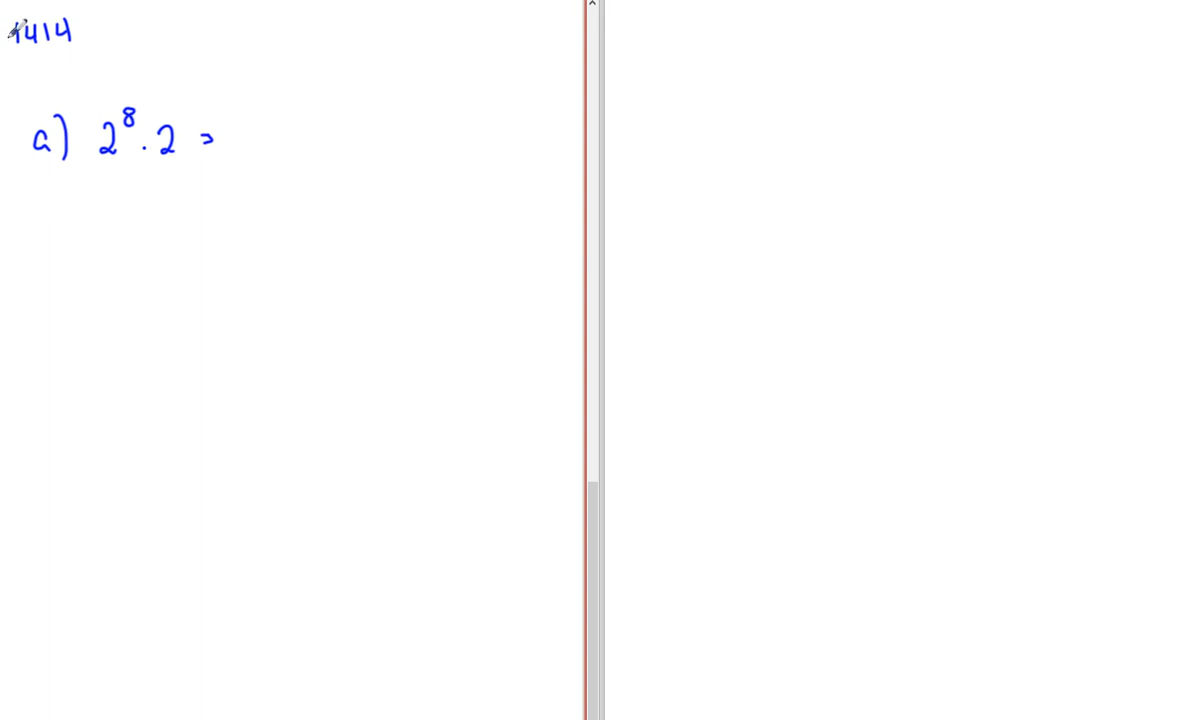 1414
a) 2⁸ . 2 =